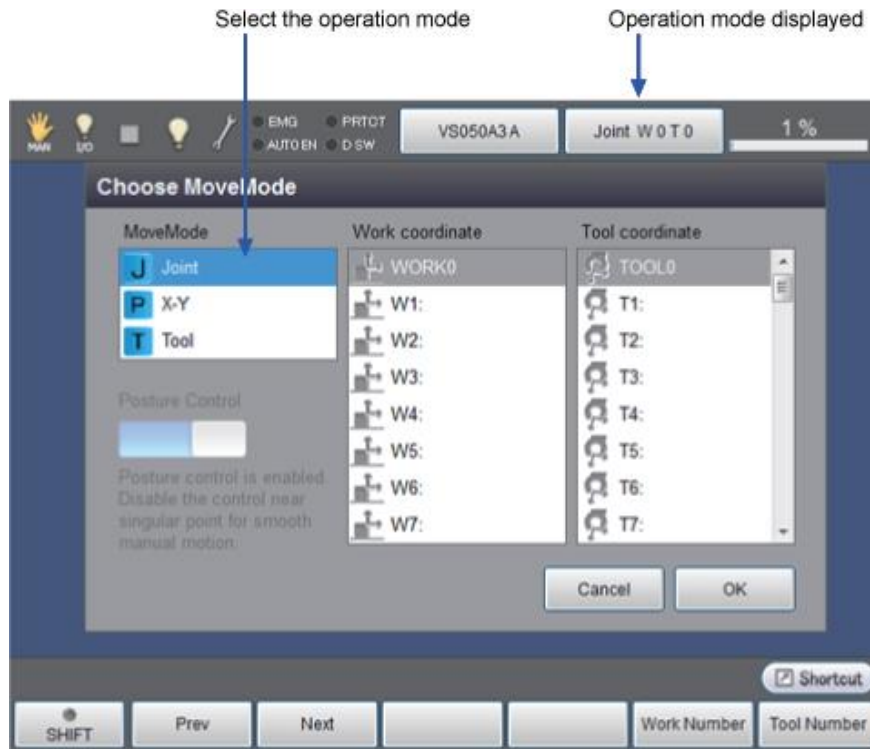 Select the operation mode
Operation mode displayed
MAN
I/O
EMG
PRTCT
AUTO EN
D SW
VS050A3 A
Joint W 0 T 0
1 %
Choose MoveMode
MoveMode
Work coordinate
Tool coordinate
J Joint
P X-Y
T Tool
WORK0
W1:
W2:
W3:
W4:
W5:
W6:
W7:
TOOL0
T1:
T2:
T3:
T4:
T5:
T6:
T7:
Posture Control
Posture control is enabled.
Disable the control near
singular point for smooth
manual motion.
Cancel
OK
Shortcut
SHIFT
Prev
Next
Work Number
Tool Number